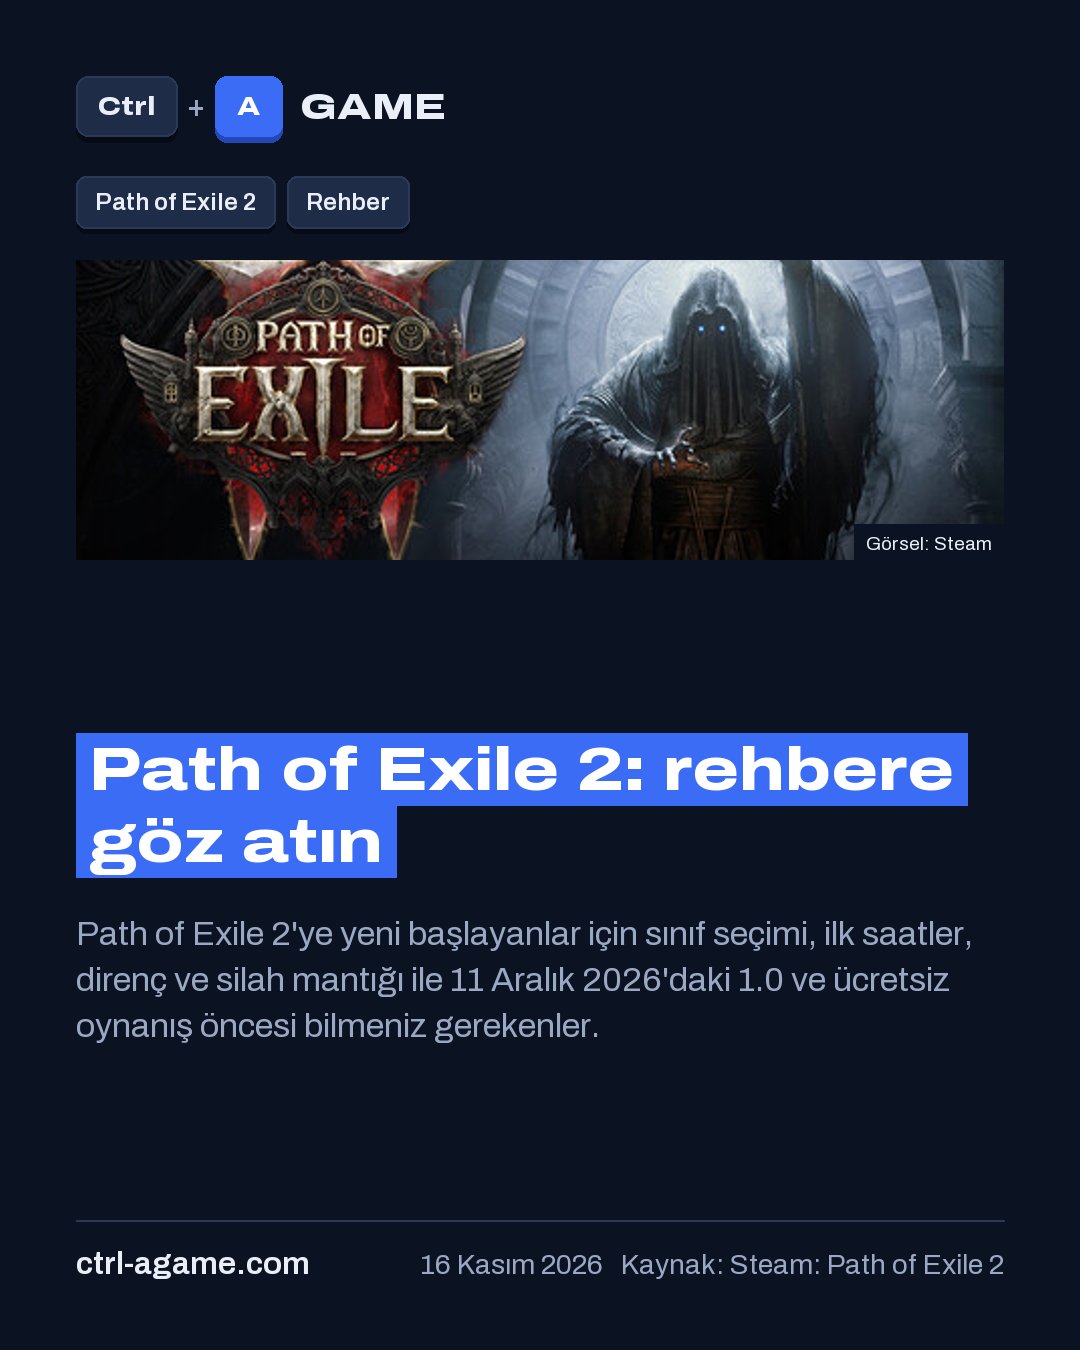 Ctrl + A GAME
Path of Exile 2 Rehber
PATH OF
EXILE
Görsel: Steam
Path of Exile 2: rehbere
göz atın
Path of Exile 2'ye yeni başlayanlar için sınıf seçimi, ilk saatler,
direnç ve silah mantığı ile 11 Aralık 2026'daki 1.0 ve ücretsiz
oynanış öncesi bilmeniz gerekenler.
ctrl-agame.com 16 Kasım 2026 Kaynak: Steam: Path of Exile 2